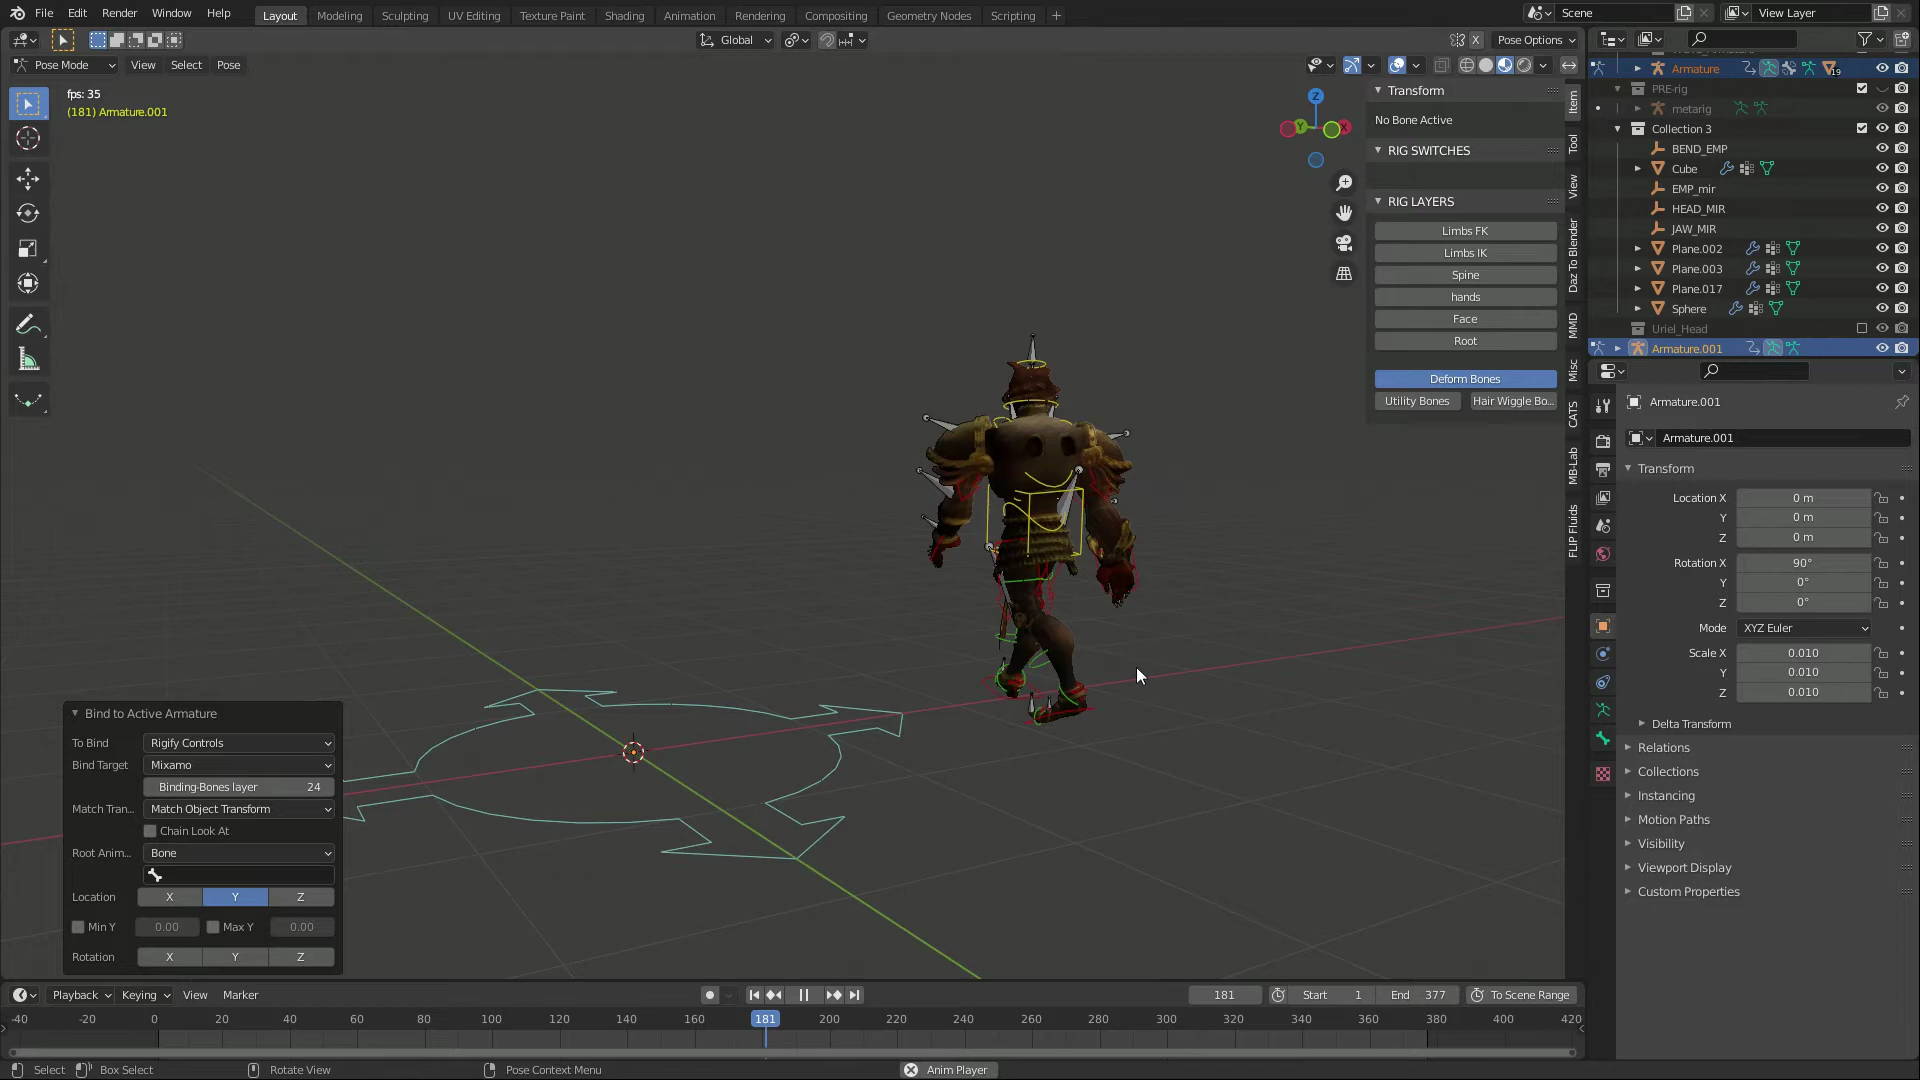 File Edit Render Window Help
Layout Modeling Sculpting UV Editing Texture Paint Shading Animation Rendering Compositing Geometry Nodes Scripting +
Scene View Layer
Global X Pose Options
Pose Mode View Select Pose
fps: 35
(181) Armature.001
Z
Y
X
Transform
No Bone Active
RIG SWITCHES
RIG LAYERS
Limbs FK
Limbs IK
Spine
hands
Face
Root
Deform Bones
Utility Bones Hair Wiggle Bo...
Item
Tool
View
Daz To Blender
MMD
Misc
CATS
MB-Lab
FLIP Fluids
Armature 19
PRE-rig
metarig
Collection 3
BEND_EMP
Cube
EMP_mir
HEAD_MIR
JAW_MIR
Plane.002
Plane.003
Plane.017
Sphere
Uriel_Head
Armature.001
Armature.001
Armature.001
Transform
Location X 0 m
Y 0 m
Z 0 m
Rotation X 90°
Y 0°
Z 0°
Mode XYZ Euler
Scale X 0.010
Y 0.010
Z 0.010
Delta Transform
Relations
Collections
Instancing
Motion Paths
Visibility
Viewport Display
Custom Properties
Bind to Active Armature
To Bind Rigify Controls
Bind Target Mixamo
Binding-Bones layer 24
Match Tran... Match Object Transform
Chain Look At
Root Anim... Bone
Location X Y Z
Min Y 0.00 Max Y 0.00
Rotation X Y Z
Playback Keying View Marker
181 Start 1 End 377 To Scene Range
-40 -20 0 20 40 60 80 100 120 140 160 181 200 220 240 260 280 300 320 340 360 380 400 420
Select Box Select Rotate View Pose Context Menu Anim Player